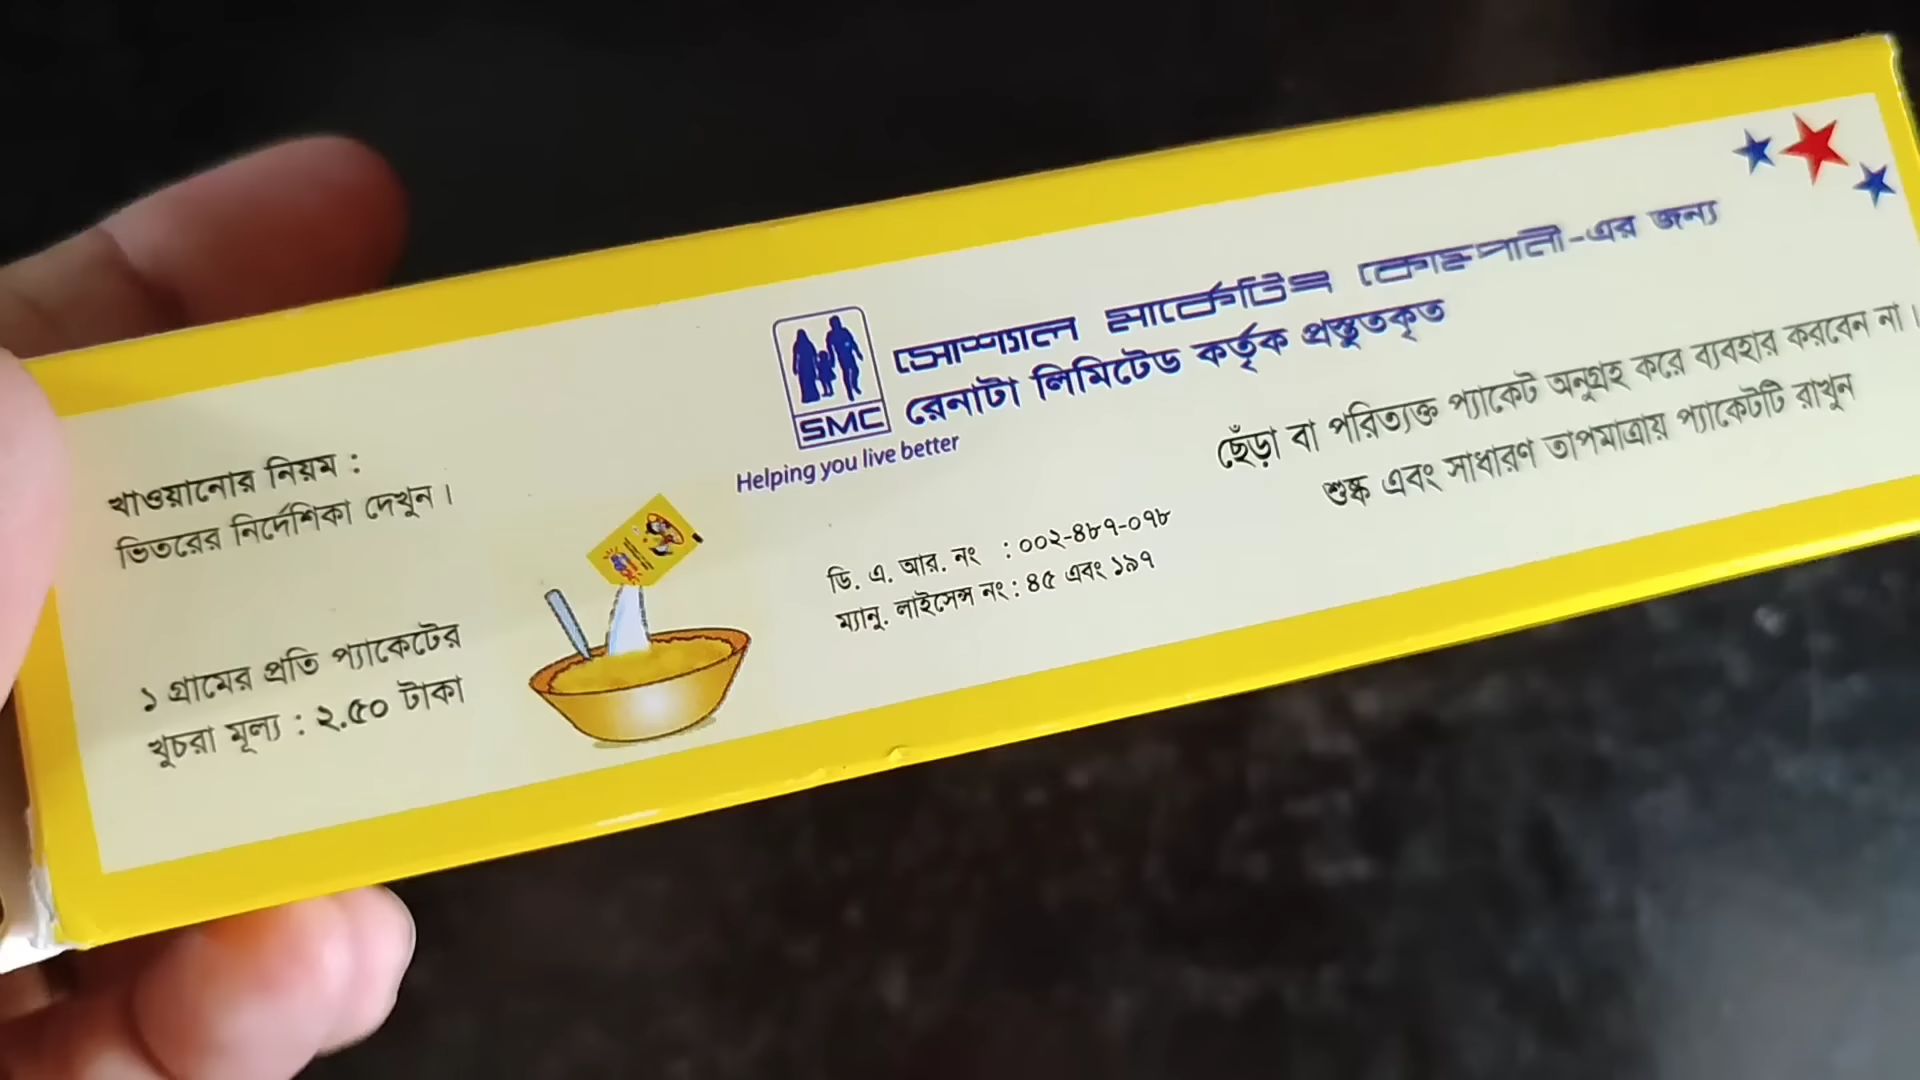 সোশ্যাল মার্কেটিং কোম্পানী-এর জন্য
রেনাটা লিমিটেড কর্তৃক প্রস্তুতকৃত
SMC
Helping you live better
খাওয়ানোর নিয়ম :
ভিতরের নির্দেশিকা দেখুন।
১ গ্রামের প্রতি প্যাকেটের
খুচরা মূল্য : ২.৫০ টাকা
ডি. এ. আর. নং : ০০২-৪৮৭-০৭৮
ম্যানু. লাইসেন্স নং : ৪৫ এবং ১৯৭
ছেঁড়া বা পরিত্যক্ত প্যাকেট অনুগ্রহ করে ব্যবহার করবেন না।
শুষ্ক এবং সাধারণ তাপমাত্রায় প্যাকেটটি রাখুন